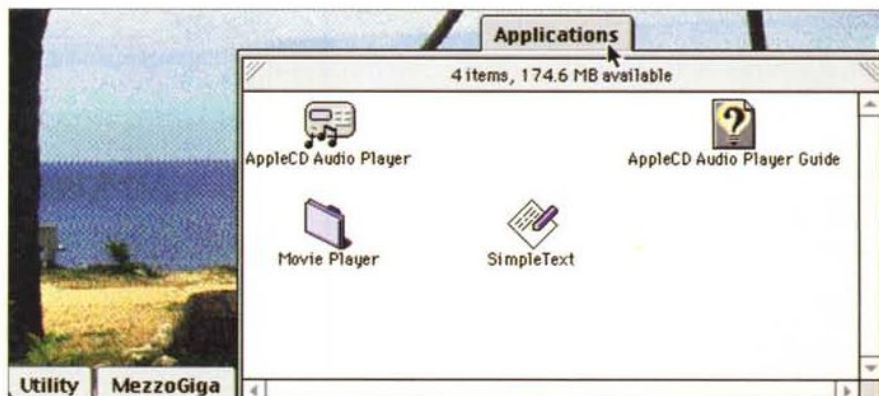 Applications
4 items, 174.6 MB available
AppleCD Audio Player
AppleCD Audio Player Guide
Movie Player
SimpleText
Utility
MezzoGiga